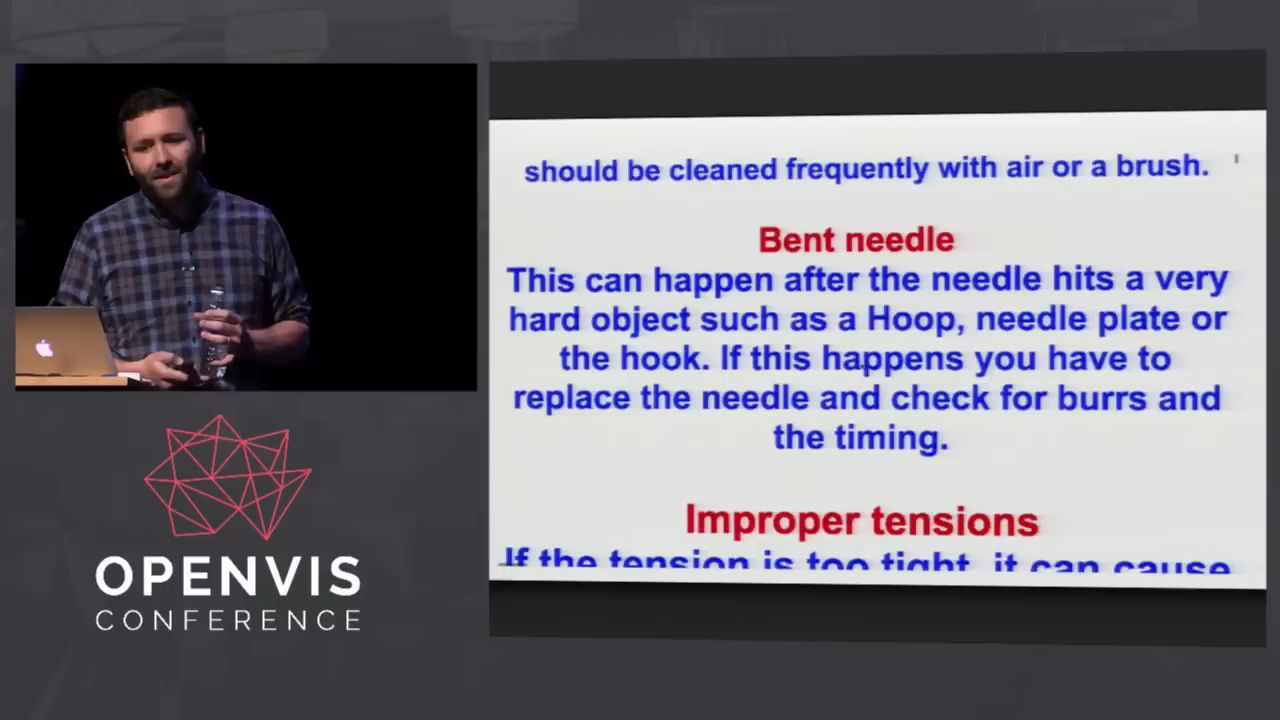 should be cleaned frequently with air or a brush.
Bent needle
This can happen after the needle hits a very
hard object such as a Hoop, needle plate or
the hook. If this happens you have to
replace the needle and check for burrs and
the timing.
Improper tensions
If the tension is too tight, it can cause
OPENVIS
CONFERENCE